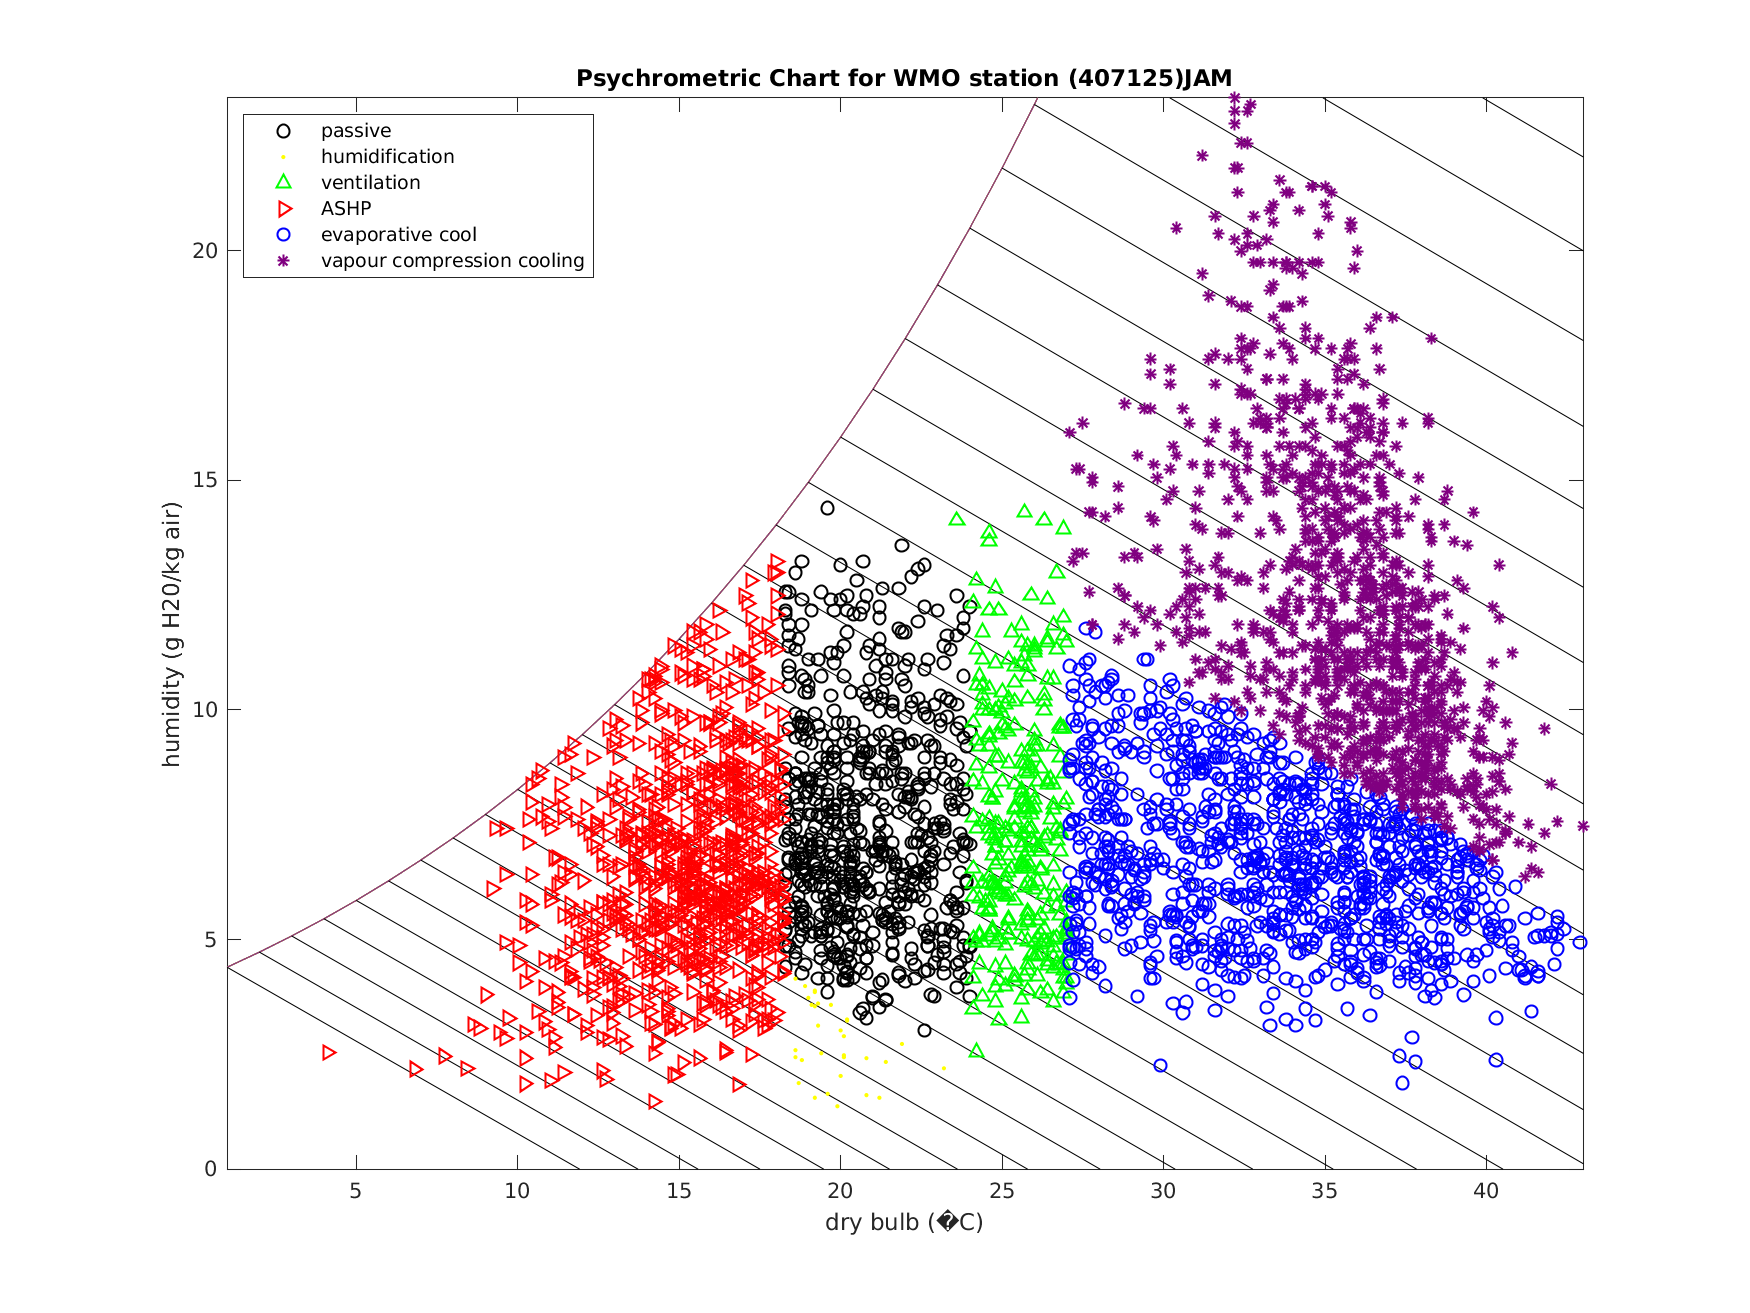 Psychrometric Chart for WMO station (407125)JAM
passive
humidification
ventilation
ASHP
evaporative cool
vapour compression cooling
20
15
10
5
0
humidity (g H20/kg air)
5 10 15 20 25 30 35 40
dry bulb (�C)